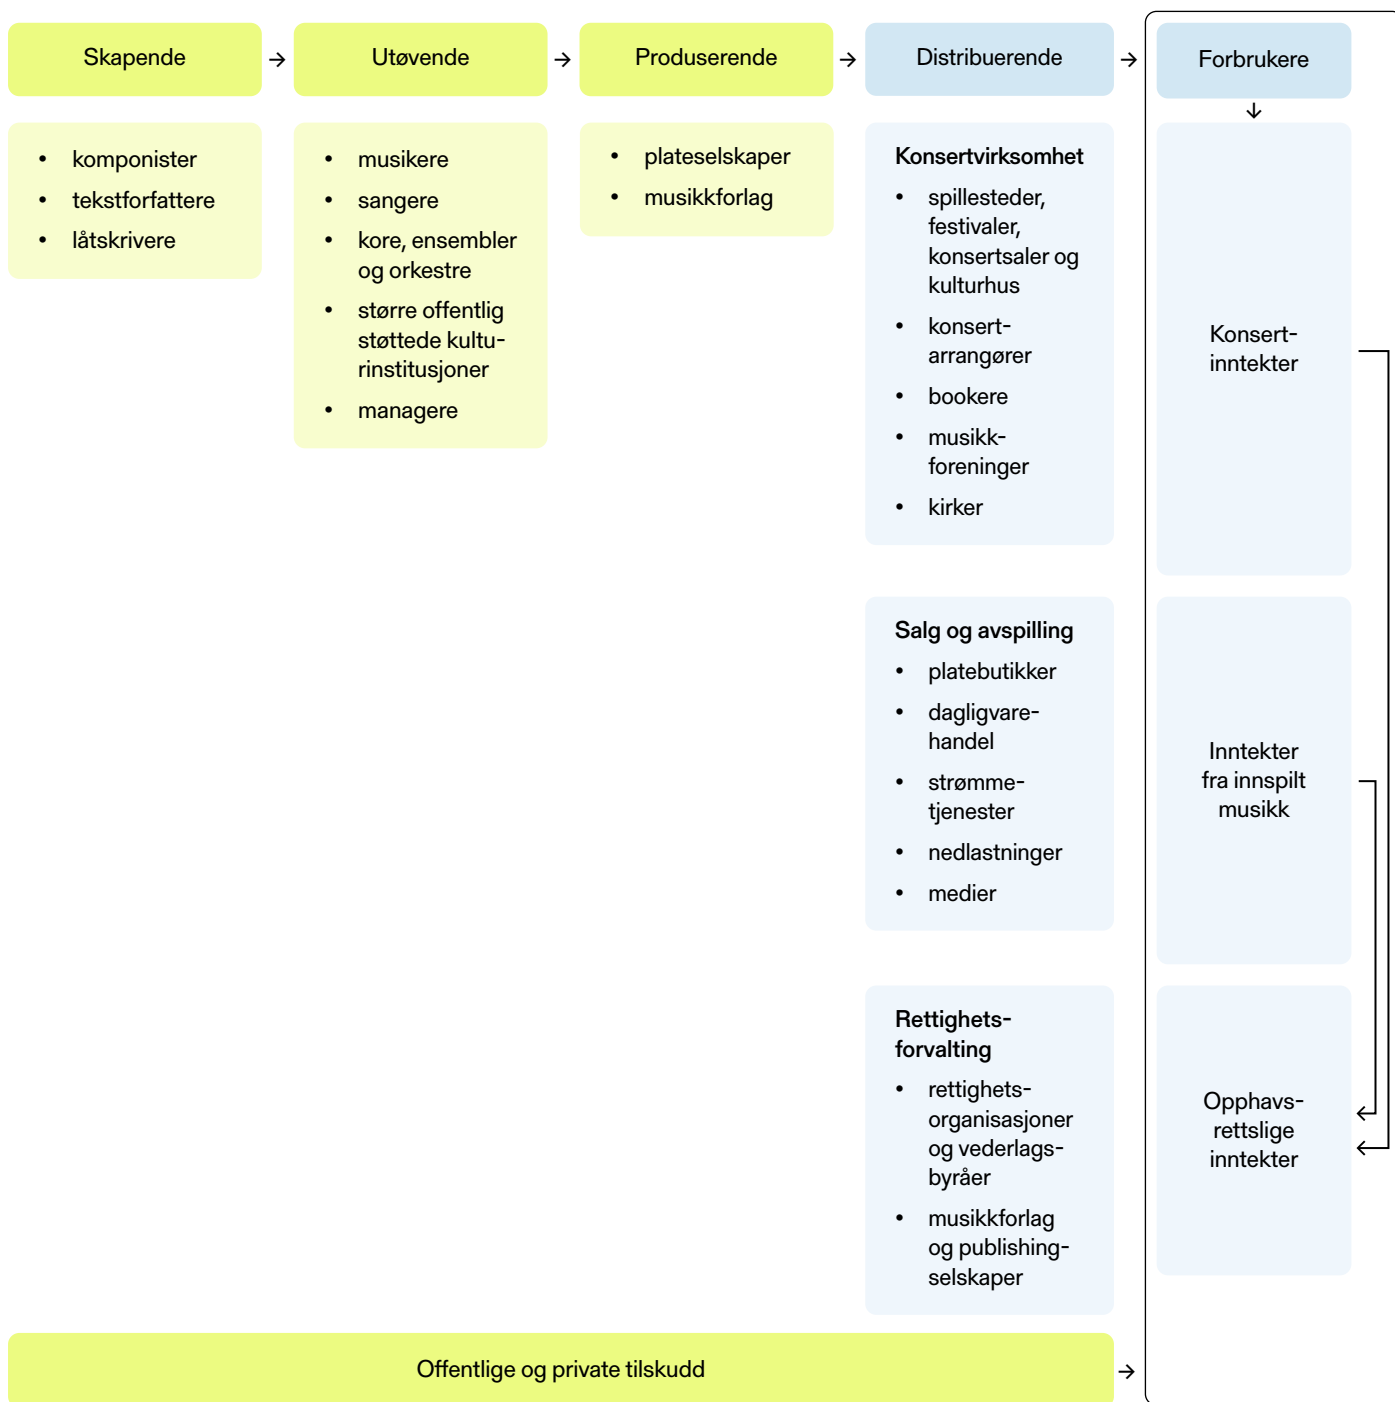 Skapende
Utøvende
Produserende
Distribuerende
Forbrukere
• komponister
• tekstforfattere
• låtskrivere
• musikere
• sangere
• kore, ensembler
og orkestre
• større offentlig
støttede kultu-
rinstitusjoner
• managere
• plateselskaper
• musikkforlag
Konsertvirksomhet
• spillesteder,
festivaler,
konsertsaler og
kulturhus
• konsert-
arrangører
• bookere
• musikk-
foreninger
• kirker
Konsert-
inntekter
Salg og avspilling
• platebutikker
• dagligvare-
handel
• strømme-
tjenester
• nedlastninger
• medier
Inntekter
fra innspilt
musikk
Rettighets-
forvalting
• rettighets-
organisasjoner
og vederlags-
byråer
• musikkforlag
og publishing-
selskaper
Opphavs-
rettslige
inntekter
Offentlige og private tilskudd